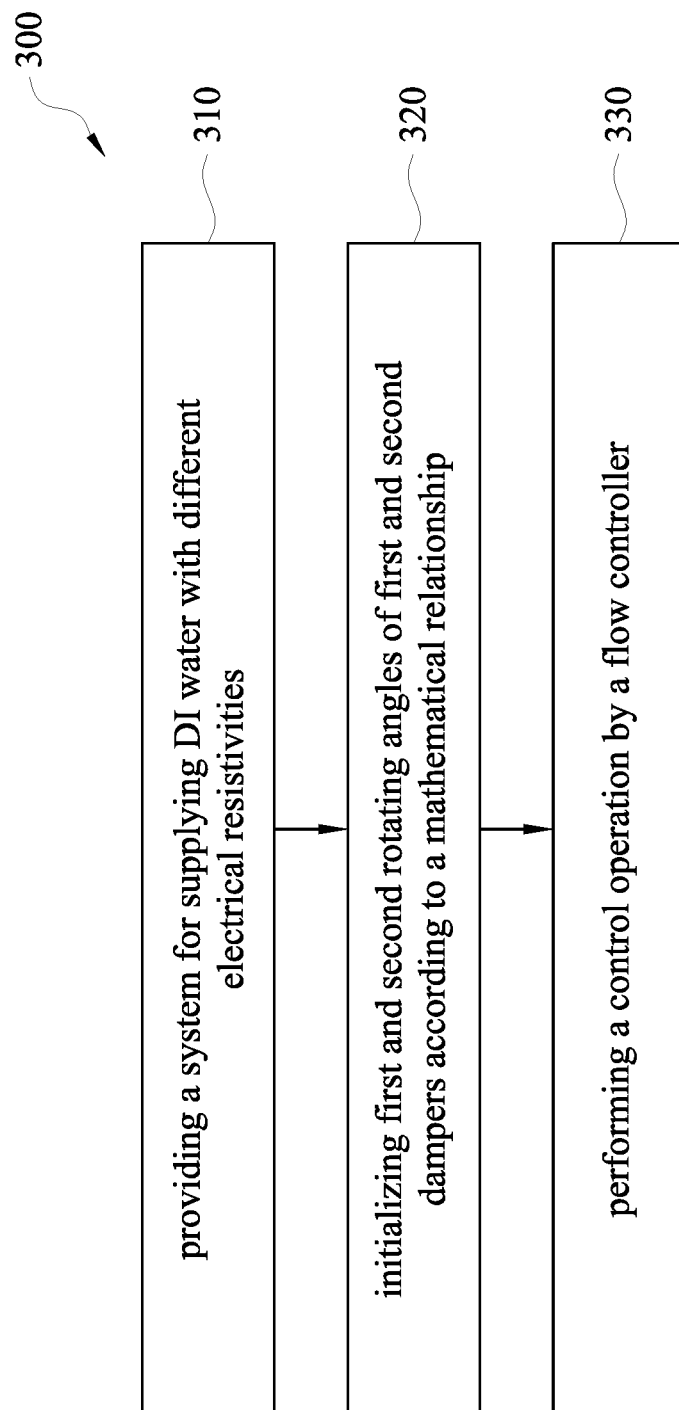 300
310
providing a system for supplying DI water with different
electrical resistivities
320
initializing first and second rotating angles of first and second
dampers according to a mathematical relationship
330
performing a control operation by a flow controller